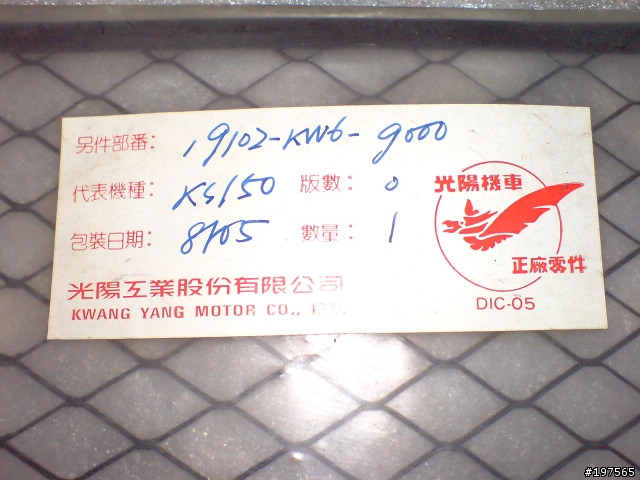 另件部番: 19102-KW6-9000
代表機種: KS150 版數: 0
包裝日期: 8105 數量: 1
光陽工業股份有限公司
KWANG YANG MOTOR CO., LTD.
光陽機車
正廠零件
DIC-05
#197565